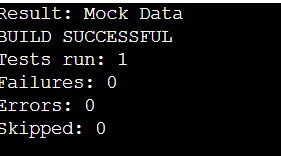 Result: Mock Data
BUILD SUCCESSFUL
Tests run: 1
Failures: 0
Errors: 0
Skipped: 0